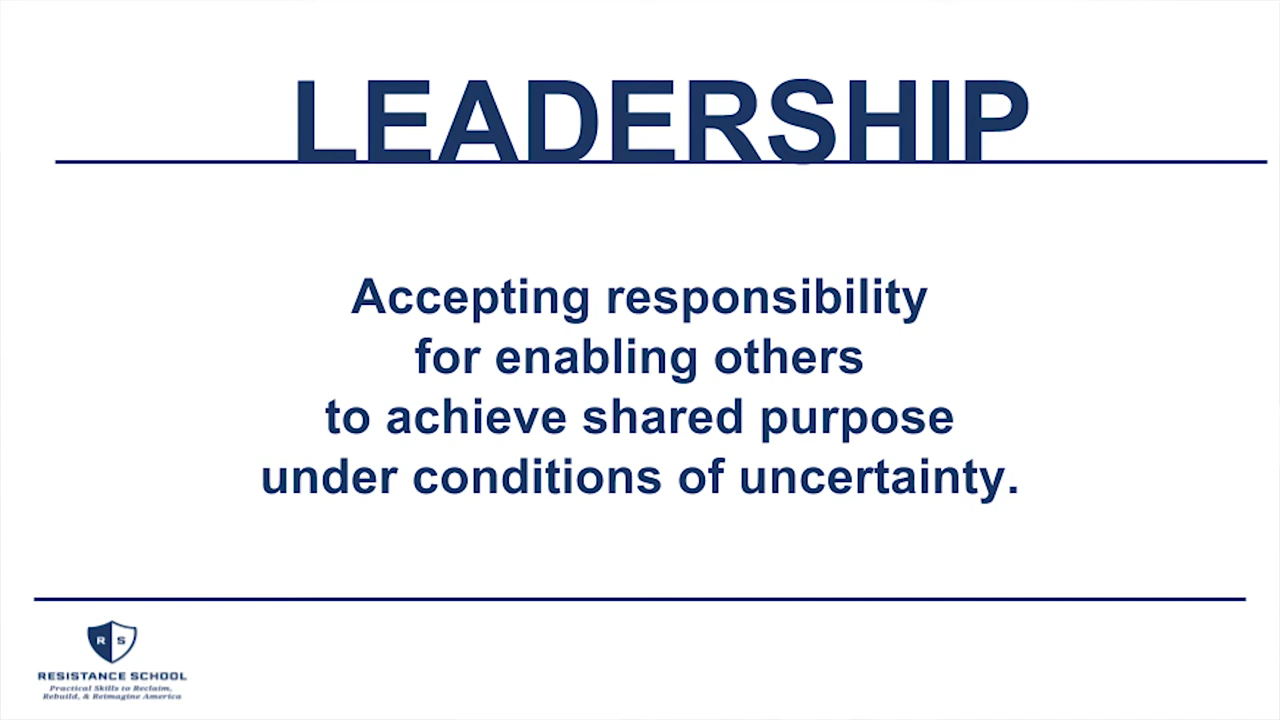 LEADERSHIP
Accepting responsibility
for enabling others
to achieve shared purpose
under conditions of uncertainty.
R S
RESISTANCE SCHOOL
Practical Skills to Reclaim,
Rebuild, & Reimagine America